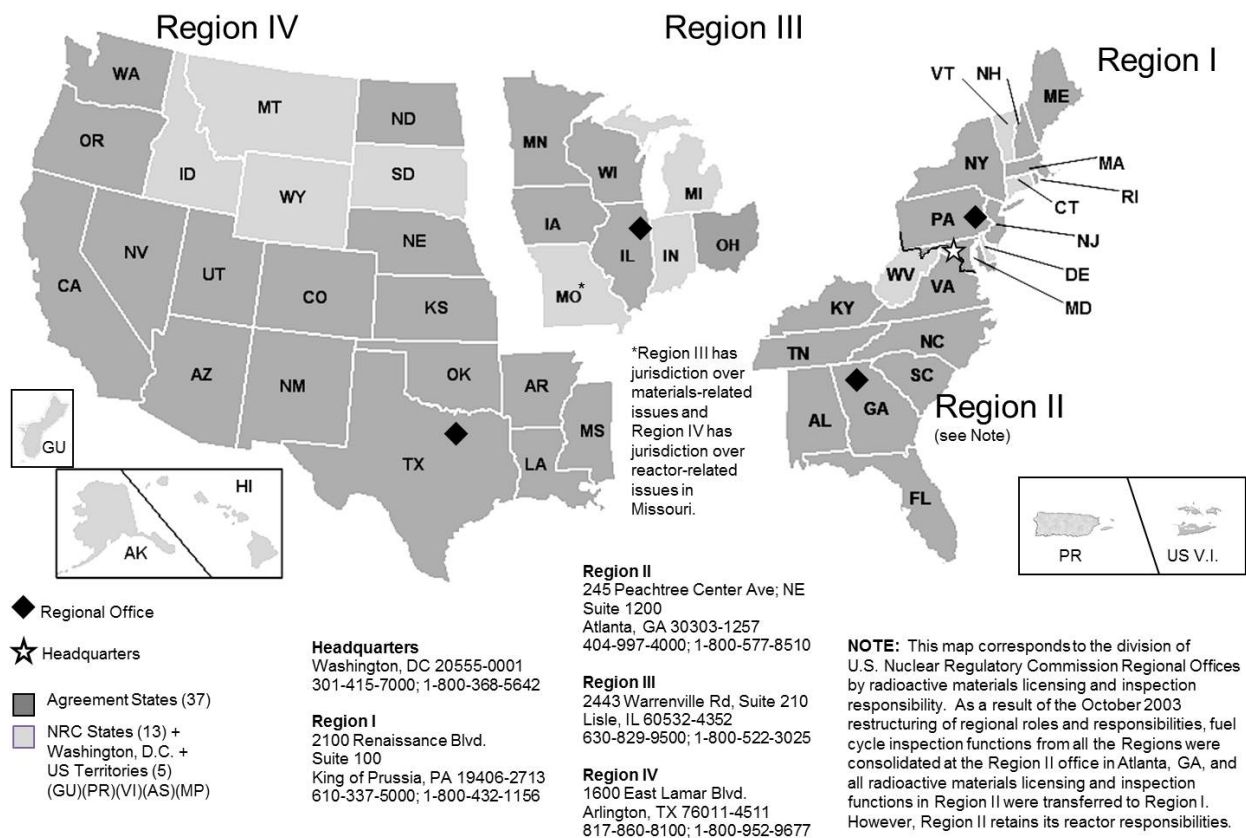 Region IV
Region III
Region I
WA
OR
CA
NV
ID
MT
WY
UT
AZ
CO
NM
ND
SD
NE
KS
OK
TX
AR
LA
MS
MN
IA
MO*
WI
IL
MI
IN
OH
VT
NH
ME
NY
MA
RI
CT
PA
NJ
DE
MD
WV
VA
KY
TN
NC
SC
AL
GA
FL
Region II
(see Note)
*Region III has
jurisdiction over
materials-related
issues and
Region IV has
jurisdiction over
reactor-related
issues in
Missouri.
GU
AK
HI
PR
US V.I.
Regional Office
Headquarters
Agreement States (37)
NRC States (13) +
Washington, D.C. +
US Territories (5)
(GU)(PR)(VI)(AS)(MP)
Headquarters
Washington, DC 20555-0001
301-415-7000; 1-800-368-5642
Region I
2100 Renaissance Blvd.
Suite 100
King of Prussia, PA 19406-2713
610-337-5000; 1-800-432-1156
Region II
245 Peachtree Center Ave; NE
Suite 1200
Atlanta, GA 30303-1257
404-997-4000; 1-800-577-8510
Region III
2443 Warrenville Rd, Suite 210
Lisle, IL 60532-4352
630-829-9500; 1-800-522-3025
Region IV
1600 East Lamar Blvd.
Arlington, TX 76011-4511
817-860-8100; 1-800-952-9677
NOTE: This map corresponds to the division of
U.S. Nuclear Regulatory Commission Regional Offices
by radioactive materials licensing and inspection
responsibility. As a result of the October 2003
restructuring of regional roles and responsibilities, fuel
cycle inspection functions from all the Regions were
consolidated at the Region II office in Atlanta, GA, and
all radioactive materials licensing and inspection
functions in Region II were transferred to Region I.
However, Region II retains its reactor responsibilities.